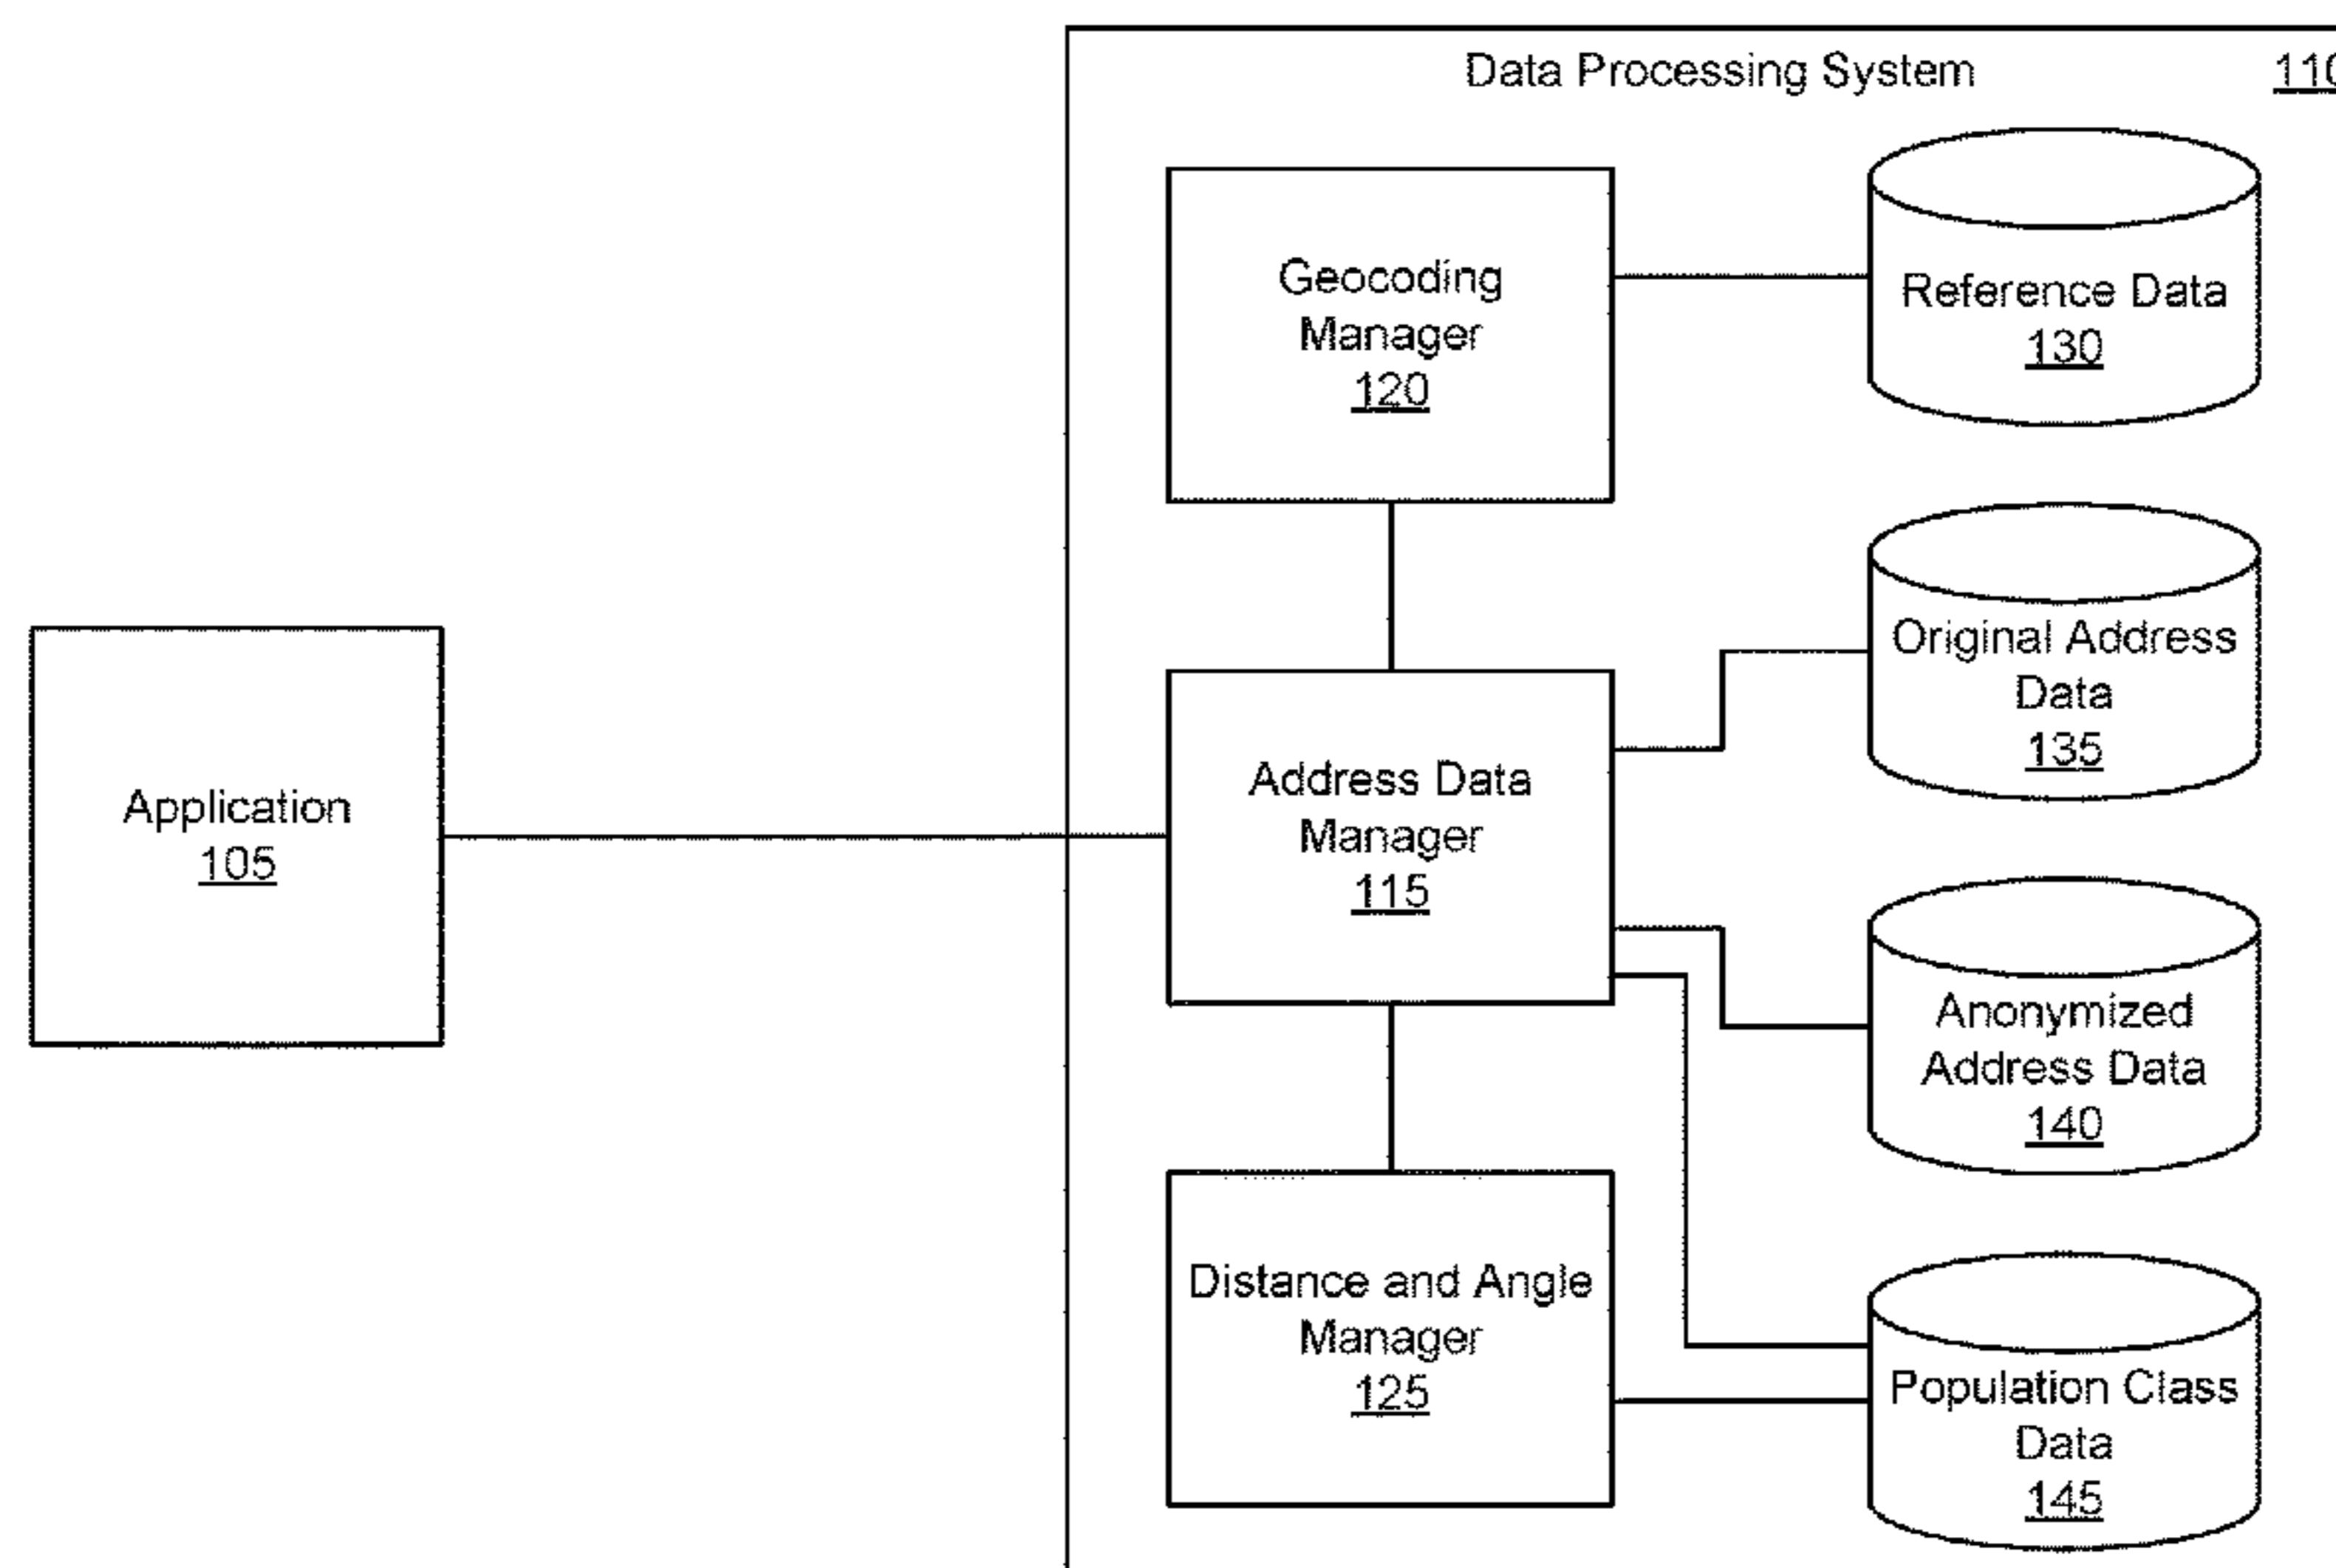 Data Processing System
110
Geocoding
Manager
120
Reference Data
130
Original Address
Data
135
Application
105
Address Data
Manager
115
Anonymized
Address Data
140
Distance and Angle
Manager
125
Population Class
Data
145